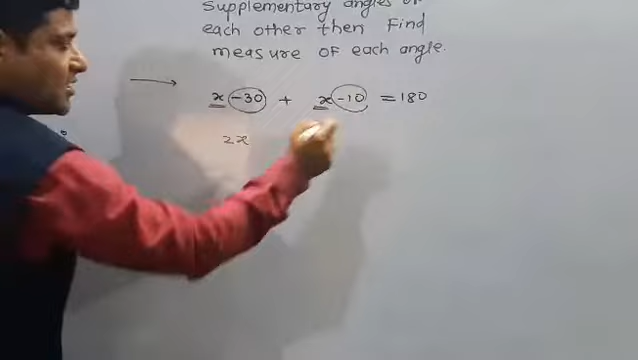 Supplementary angles of
each other then Find
measure of each angle.
x - 30 + x - 10 = 180
2x